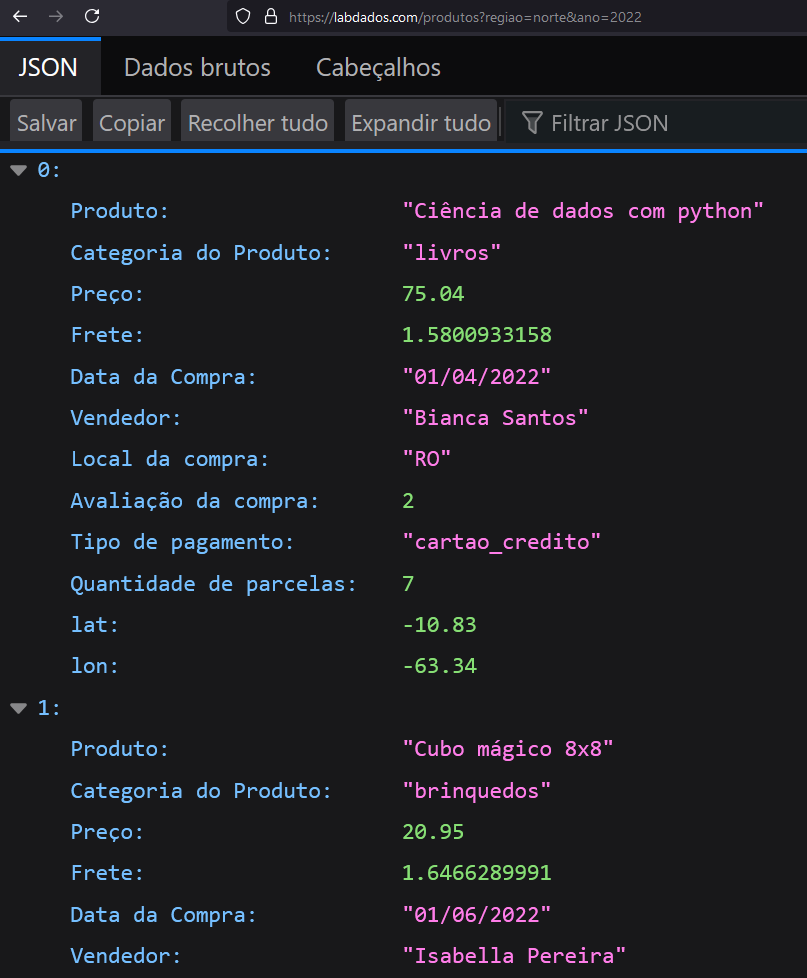 https://labdados.com/produtos?regiao=norte&ano=2022
JSON Dados brutos Cabeçalhos
Salvar Copiar Recolher tudo Expandir tudo Filtrar JSON
0:
Produto: "Ciência de dados com python"
Categoria do Produto: "livros"
Preço: 75.04
Frete: 1.5800933158
Data da Compra: "01/04/2022"
Vendedor: "Bianca Santos"
Local da compra: "RO"
Avaliação da compra: 2
Tipo de pagamento: "cartao_credito"
Quantidade de parcelas: 7
lat: -10.83
lon: -63.34
1:
Produto: "Cubo mágico 8x8"
Categoria do Produto: "brinquedos"
Preço: 20.95
Frete: 1.6466289991
Data da Compra: "01/06/2022"
Vendedor: "Isabella Pereira"